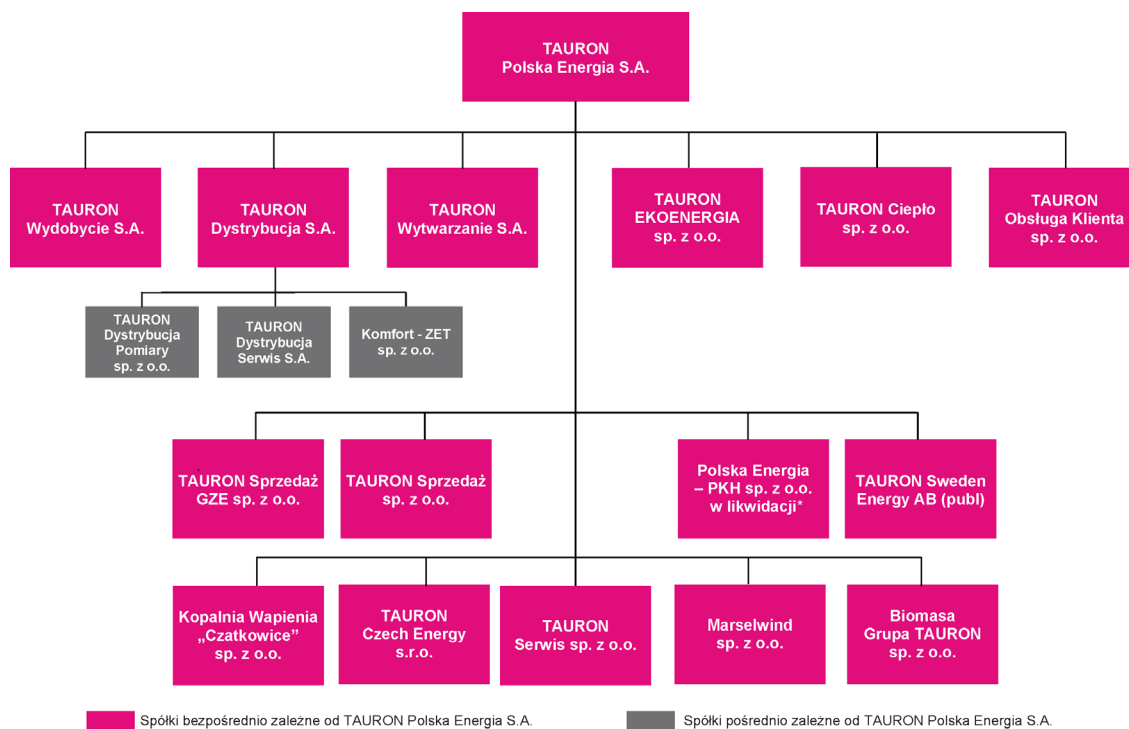 TAURON
Polska Energia S.A.
TAURON
Wydobycie S.A.
TAURON
Dystrybucja S.A.
TAURON
Wytwarzanie S.A.
TAURON
EKOENERGIA
sp. z o.o.
TAURON Ciepło
sp. z o.o.
TAURON
Obsługa Klienta
sp. z o.o.
TAURON
Dystrybucja
Pomiary
sp. z o.o.
TAURON
Dystrybucja
Serwis S.A.
Komfort - ZET
sp. z o.o.
TAURON Sprzedaż
GZE sp. z o.o.
TAURON Sprzedaż
sp. z o.o.
Polska Energia
– PKH sp. z o.o.
w likwidacji*
TAURON Sweden
Energy AB (publ)
Kopalnia Wapienia
„Czatkowice”
sp. z o.o.
TAURON
Czech Energy
s.r.o.
TAURON
Serwis sp. z o.o.
Marselwind
sp. z o.o.
Biomasa
Grupa TAURON
sp. z o.o.
Spółki bezpośrednio zależne od TAURON Polska Energia S.A.
Spółki pośrednio zależne od TAURON Polska Energia S.A.